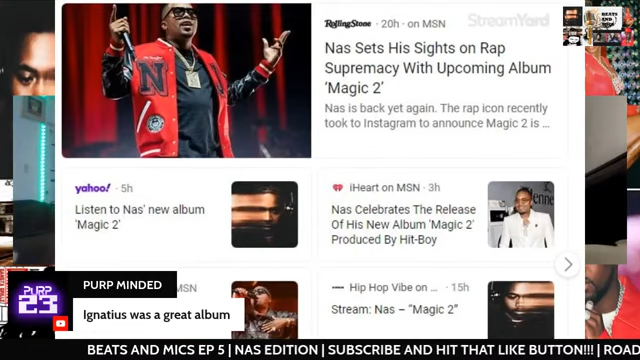 RollingStone · 20h · on MSN
StreamYard
Nas Sets His Sights on Rap
Supremacy With Upcoming Album
‘Magic 2’
Nas is back yet again. The rap icon recently
took to Instagram to announce Magic 2 is ...
yahoo! · 5h
Listen to Nas' new album
'Magic 2'
iHeart on MSN · 3h
Nas Celebrates The Release
Of His New Album 'Magic 2'
Produced By Hit-Boy
MSN
Hip Hop Vibe on ... · 15h
Stream: Nas – “Magic 2”
PURP
23
PURP MINDED
Ignatius was a great album
BEATS AND MICS EP 5 | NAS EDITION | SUBSCRIBE AND HIT THAT LIKE BUTTON!!! | ROAD